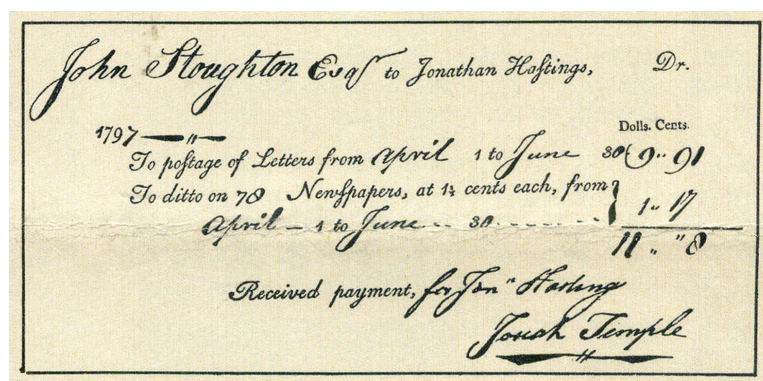 John Stoughton Esqr to Jonathan Haſtings, Dr.
1797 — " —
Dolls. Cents.
To poſtage of Letters from April 1 to June 30 { 9 .. 91
To ditto on 78 Newſpapers, at 1½ cents each, from } 1 .. 17
April — 1 to June .. 30 - - - - - -
11 .. " 8
Received payment, for Jonn Hasting
Josiah Temple